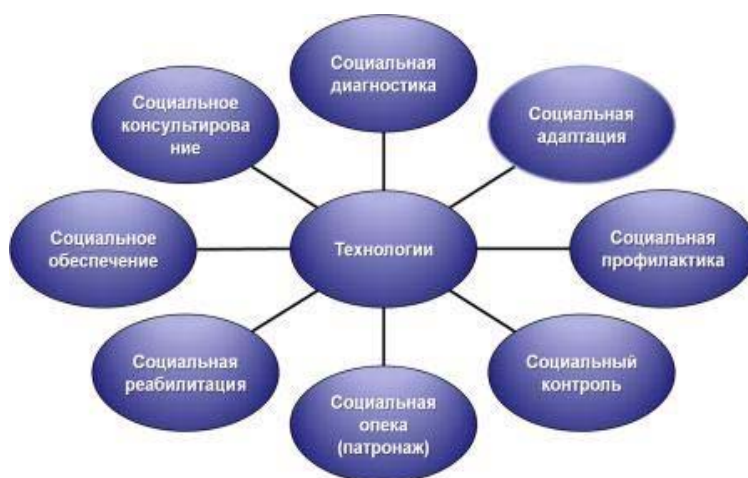 Социальная
диагностика
Социальное
консультирова
ние
Социальная
адаптация
Социальное
обеспечение
Технологии
Социальная
профилактика
Социальная
реабилитация
Социальный
контроль
Социальная
опека
(патронаж)